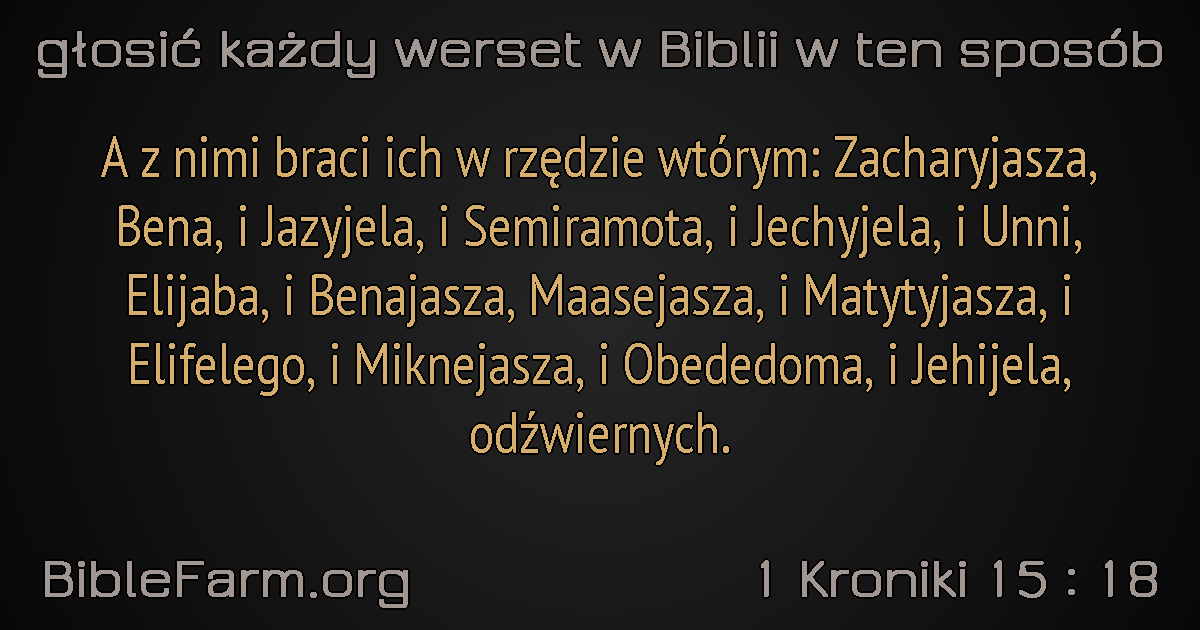 głosić każdy werset w Biblii w ten sposób
A z nimi braci ich w rzędzie wtórym: Zacharyjasza,
Bena, i Jazyjela, i Semiramota, i Jechyjela, i Unni,
Elijaba, i Benajasza, Maasejasza, i Matytyjasza, i
Elifelego, i Miknejasza, i Obededoma, i Jehijela,
odźwiernych.
BibleFarm.org
1 Kroniki 15 : 18